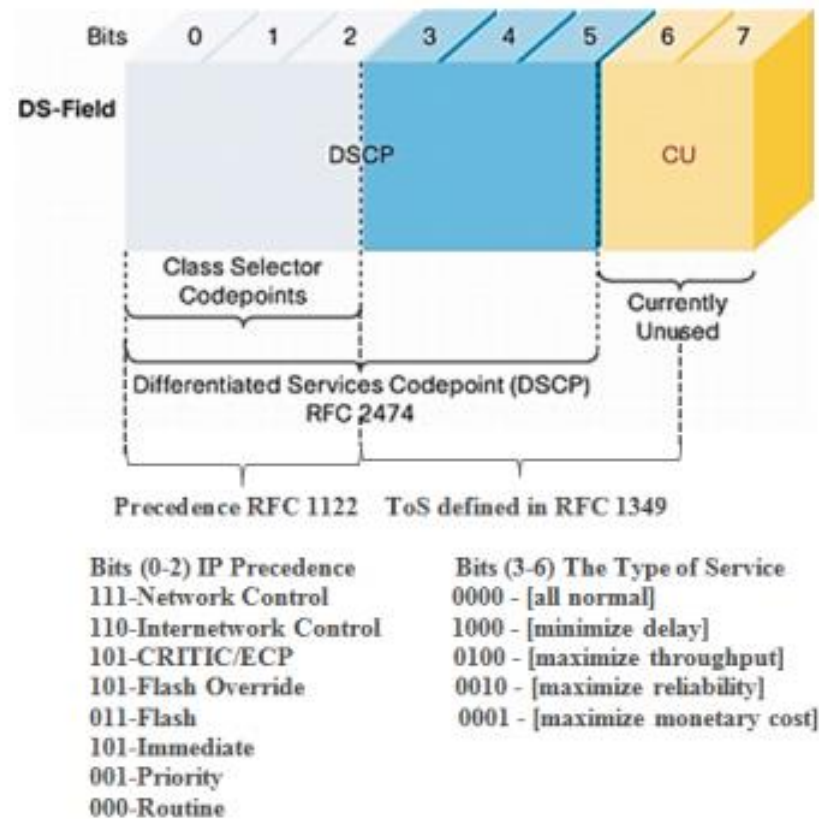 Bits 0 1 2 3 4 5 6 7
DS-Field
DSCP
CU
Class Selector
Codepoints
Currently
Unused
Differentiated Services Codepoint (DSCP)
RFC 2474
Precedence RFC 1122
ToS defined in RFC 1349
Bits (0-2) IP Precedence
111-Network Control
110-Internetwork Control
101-CRITIC/ECP
101-Flash Override
011-Flash
101-Immediate
001-Priority
000-Routine
Bits (3-6) The Type of Service
0000 - [all normal]
1000 - [minimize delay]
0100 - [maximize throughput]
0010 - [maximize reliability]
0001 - [maximize monetary cost]